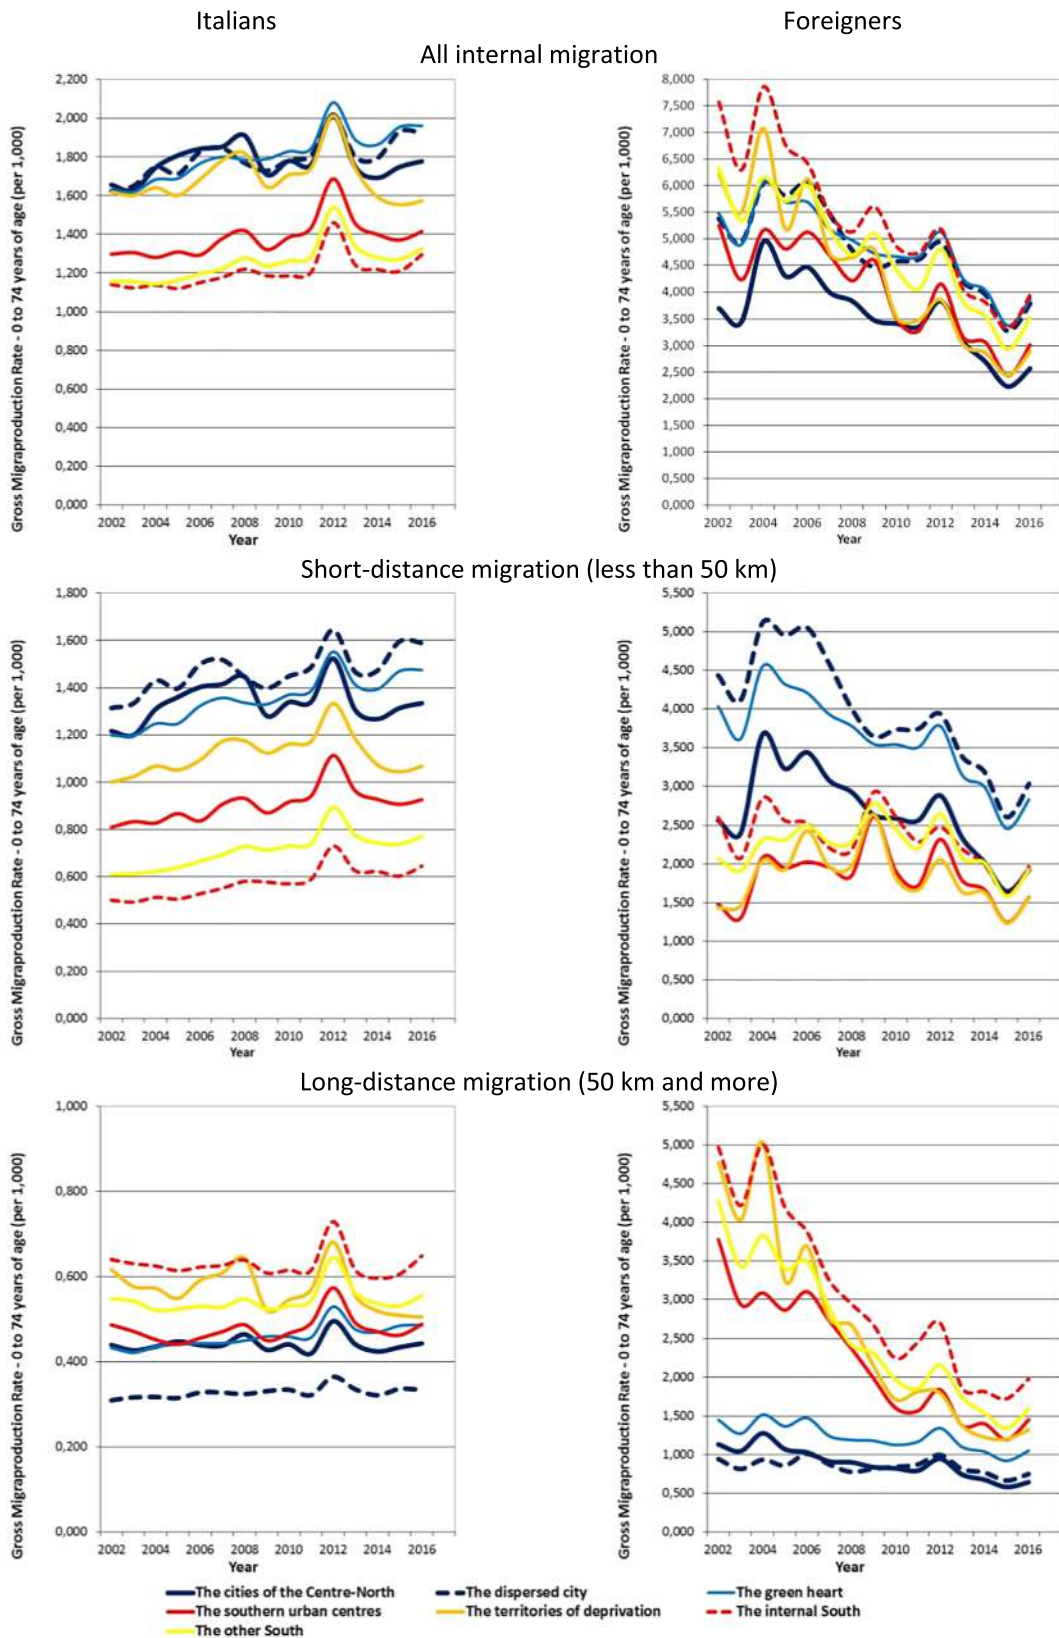 Italians
Foreigners
All internal migration
Gross Migraproduction Rate - 0 to 74 years of age (per 1,000)
2,200
2,000
1,800
1,600
1,400
1,200
1,000
0,800
0,600
0,400
0,200
0,000
2002 2004 2006 2008 2010 2012 2014 2016
Year
Gross Migraproduction Rate - 0 to 74 years of age (per 1,000)
8,000
7,500
7,000
6,500
6,000
5,500
5,000
4,500
4,000
3,500
3,000
2,500
2,000
1,500
1,000
0,500
0,000
2002 2004 2006 2008 2010 2012 2014 2016
Year
Short-distance migration (less than 50 km)
Gross Migraproduction Rate - 0 to 74 years of age (per 1,000)
1,800
1,600
1,400
1,200
1,000
0,800
0,600
0,400
0,200
0,000
2002 2004 2006 2008 2010 2012 2014 2016
Year
Gross Migraproduction Rate - 0 to 74 years of age (per 1,000)
5,500
5,000
4,500
4,000
3,500
3,000
2,500
2,000
1,500
1,000
0,500
0,000
2002 2004 2006 2008 2010 2012 2014 2016
Year
Long-distance migration (50 km and more)
Gross Migraproduction Rate - 0 to 74 years of age (per 1,000)
1,000
0,800
0,600
0,400
0,200
0,000
2002 2004 2006 2008 2010 2012 2014 2016
Year
Gross Migraproduction Rate - 0 to 74 years of age (per 1,000)
5,500
5,000
4,500
4,000
3,500
3,000
2,500
2,000
1,500
1,000
0,500
0,000
2002 2004 2006 2008 2010 2012 2014 2016
Year
The cities of the Centre-North
The dispersed city
The green heart
The southern urban centres
The territories of deprivation
The internal South
The other South